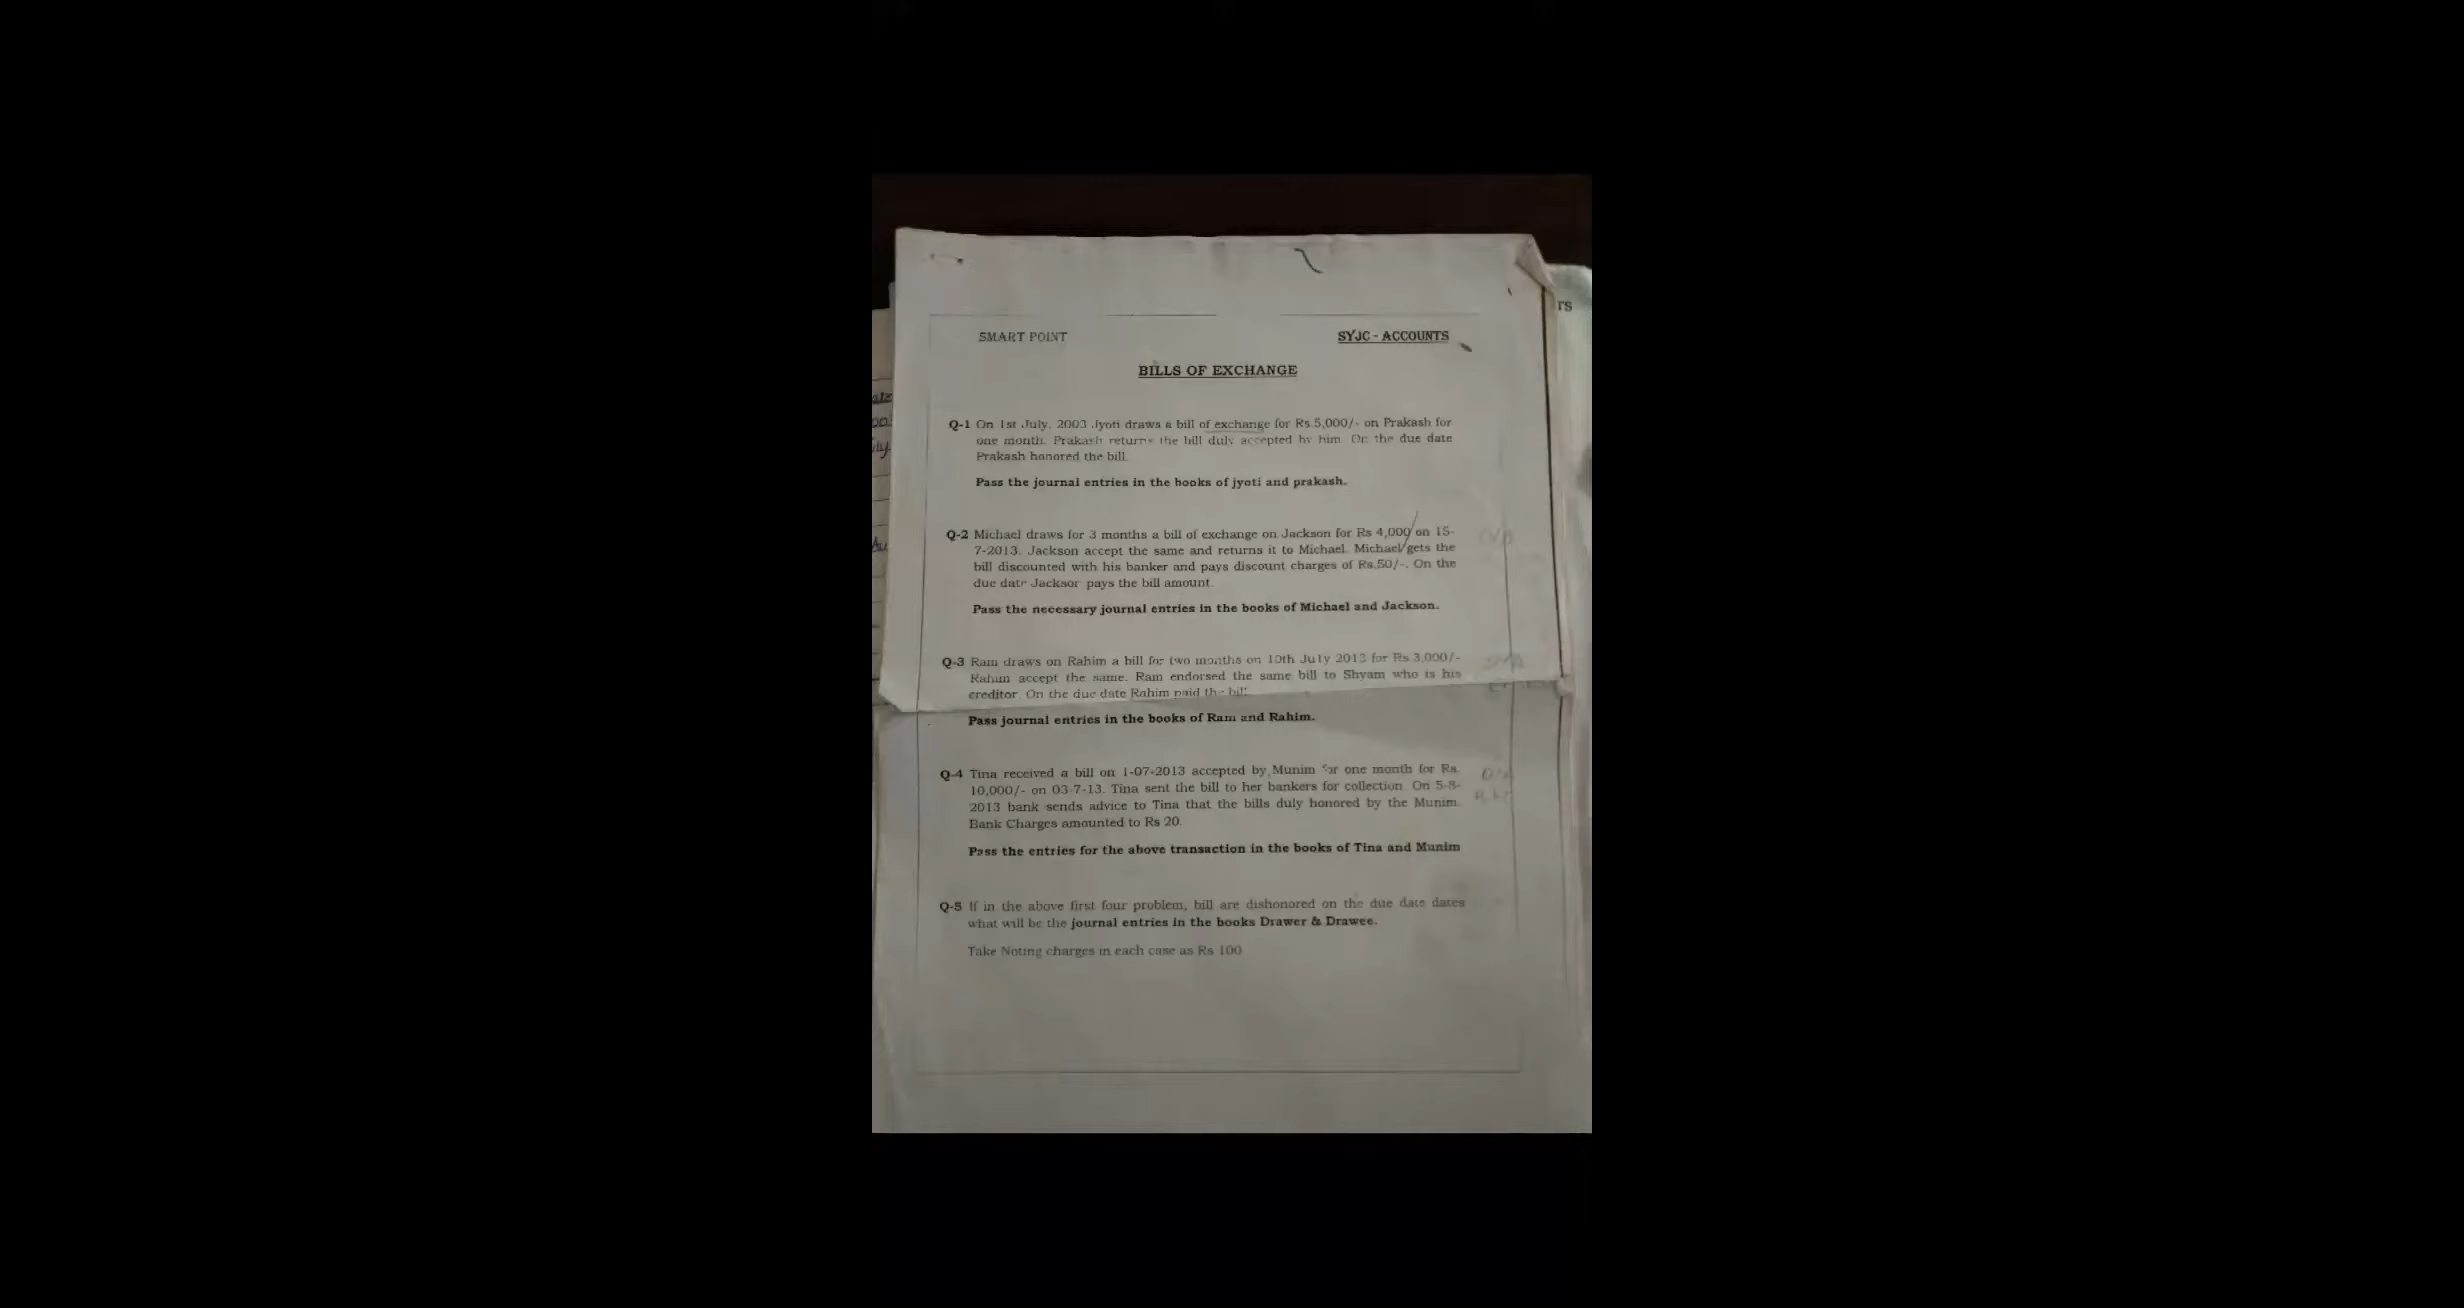 TS
SMART POINT SYJC - ACCOUNTS
BILLS OF EXCHANGE
Q-1 On 1st July, 2003 Jyoti draws a bill of exchange for Rs.5,000/- on Prakash for
one month. Prakash returns the bill duly accepted by him. On the due date
Prakash honored the bill.
Pass the journal entries in the books of jyoti and prakash.
Q-2 Michael draws for 3 months a bill of exchange on Jackson for Rs 4,000 on 15-
7-2013. Jackson accept the same and returns it to Michael. Michael gets the
bill discounted with his banker and pays discount charges of Rs.50/-. On the
due date Jackson pays the bill amount.
Pass the necessary journal entries in the books of Michael and Jackson.
Q-3 Ram draws on Rahim a bill for two months on 10th July 2013 for Rs 3,000/-
Rahim accept the same. Ram endorsed the same bill to Shyam who is his
creditor. On the due date Rahim paid the bill.
Pass journal entries in the books of Ram and Rahim.
Q-4 Tina received a bill on 1-07-2013 accepted by Munim for one month for Rs.
10,000/- on 03-7-13. Tina sent the bill to her bankers for collection. On 5-8-
2013 bank sends advice to Tina that the bills duly honored by the Munim.
Bank Charges amounted to Rs 20.
Pass the entries for the above transaction in the books of Tina and Munim
Q-5 If in the above first four problem, bill are dishonored on the due date dates
what will be the journal entries in the books Drawer & Drawee.
Take Noting charges in each case as Rs 100